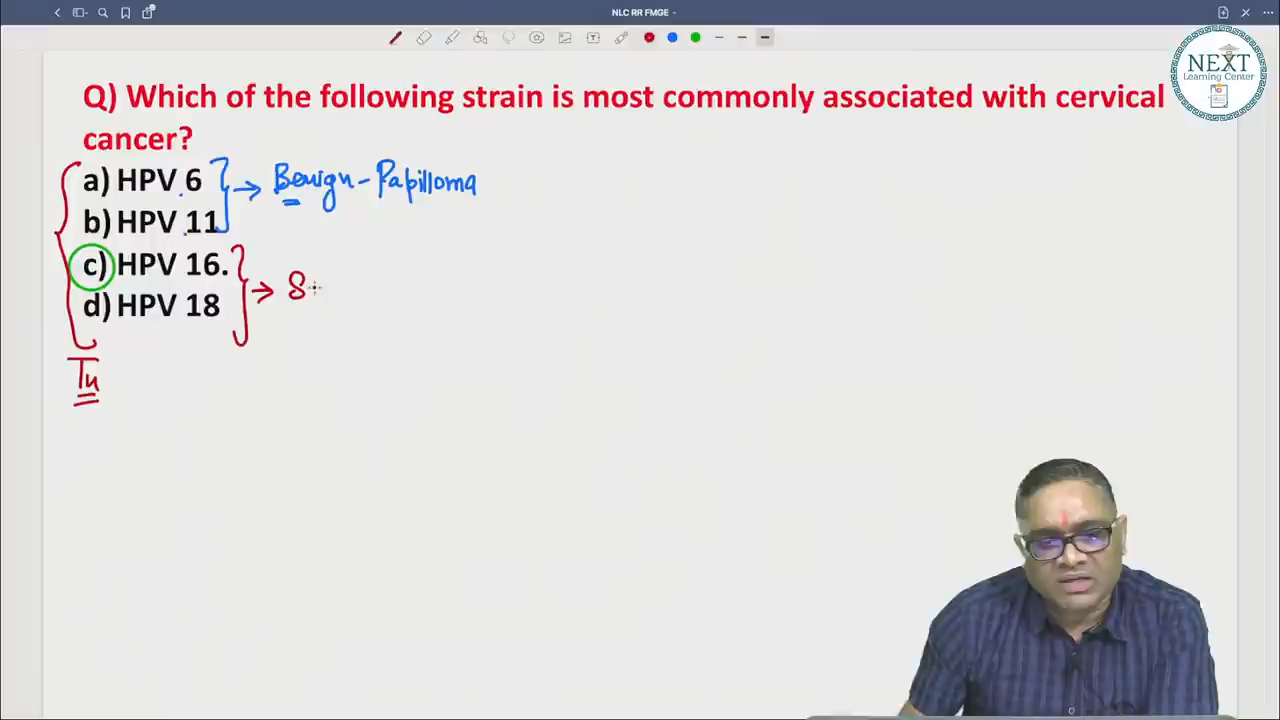 NLC RR FMGE
NEXT
Learning Center
Q) Which of the following strain is most commonly associated with cervical
cancer?
a) HPV 6
b) HPV 11
→ Benign - Papilloma
c) HPV 16.
d) HPV 18
→ S